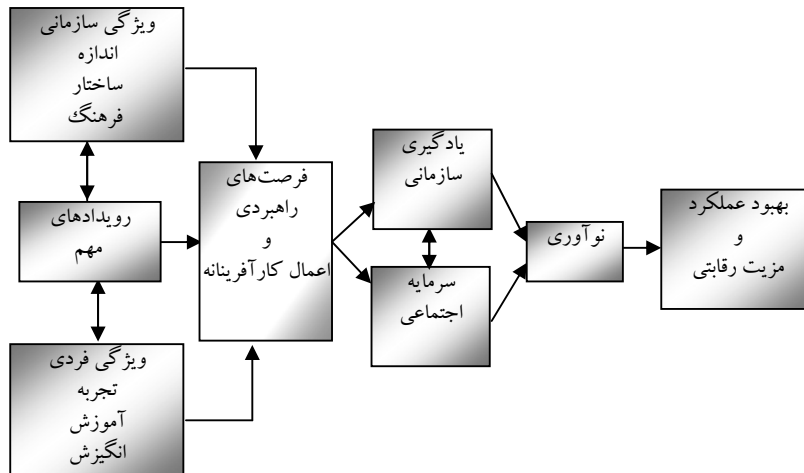 ویژگی سازمانی
اندازه
ساختار
فرهنگ
رویدادهای
مهم
ویژگی فردی
تجربه
آموزش
انگیزش
فرصت‌های
راهبردی
و
اعمال کارآفرینانه
یادگیری
سازمانی
سرمایه
اجتماعی
نوآوری
بهبود عملکرد
و
مزیت رقابتی